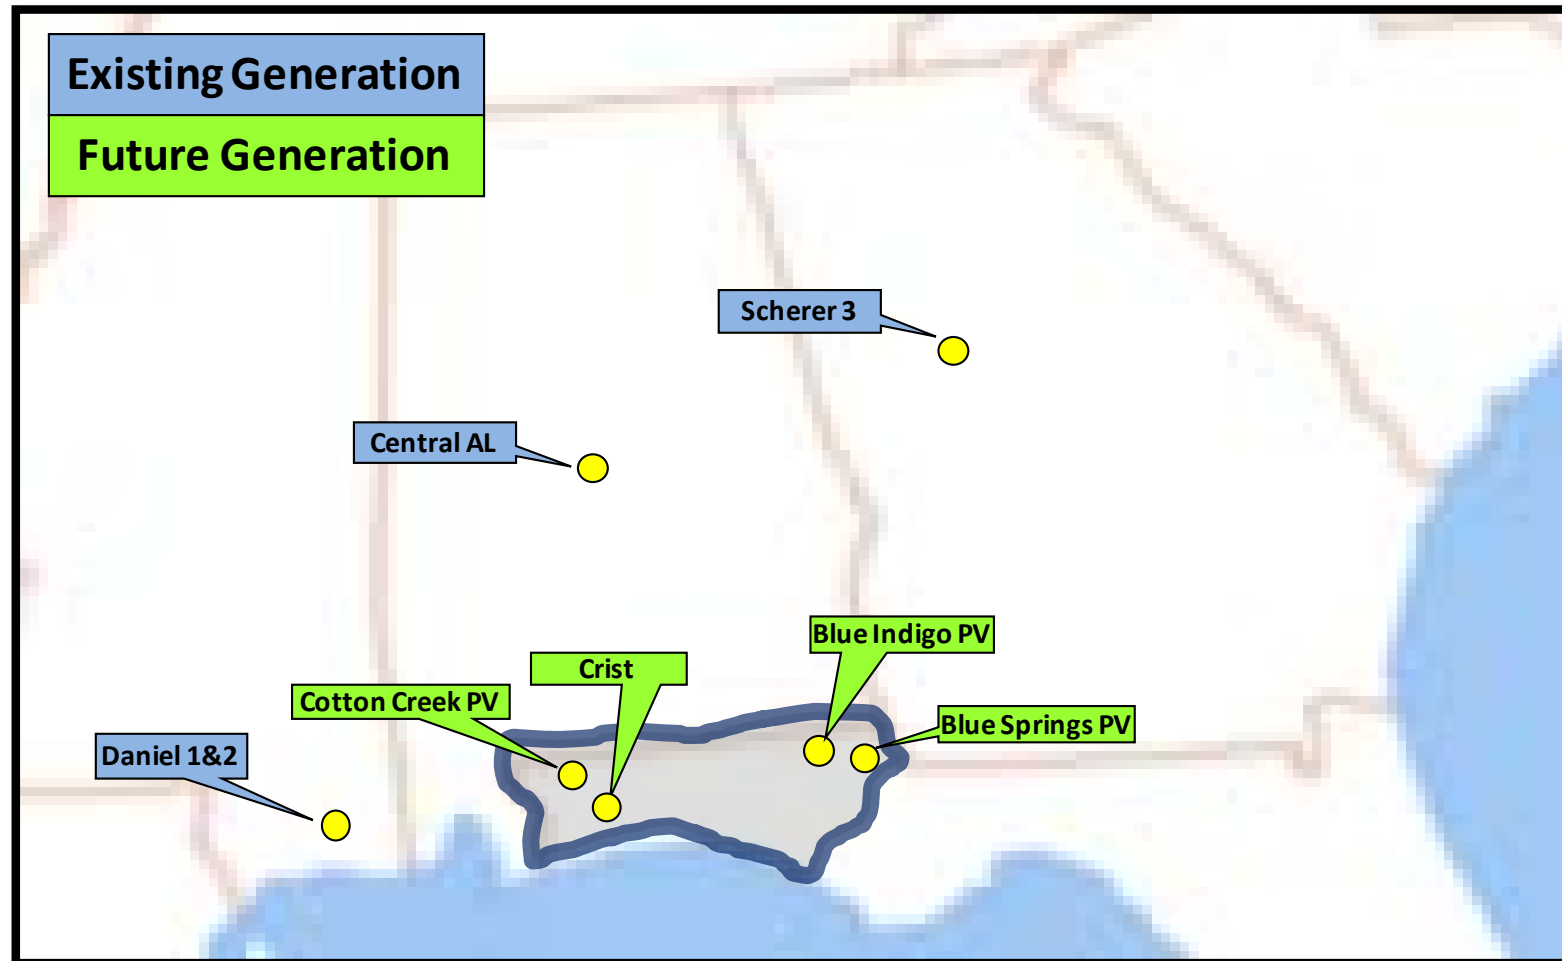 Existing Generation
Future Generation
Scherer 3
Central AL
Blue Indigo PV
Crist
Cotton Creek PV
Blue Springs PV
Daniel 1&2